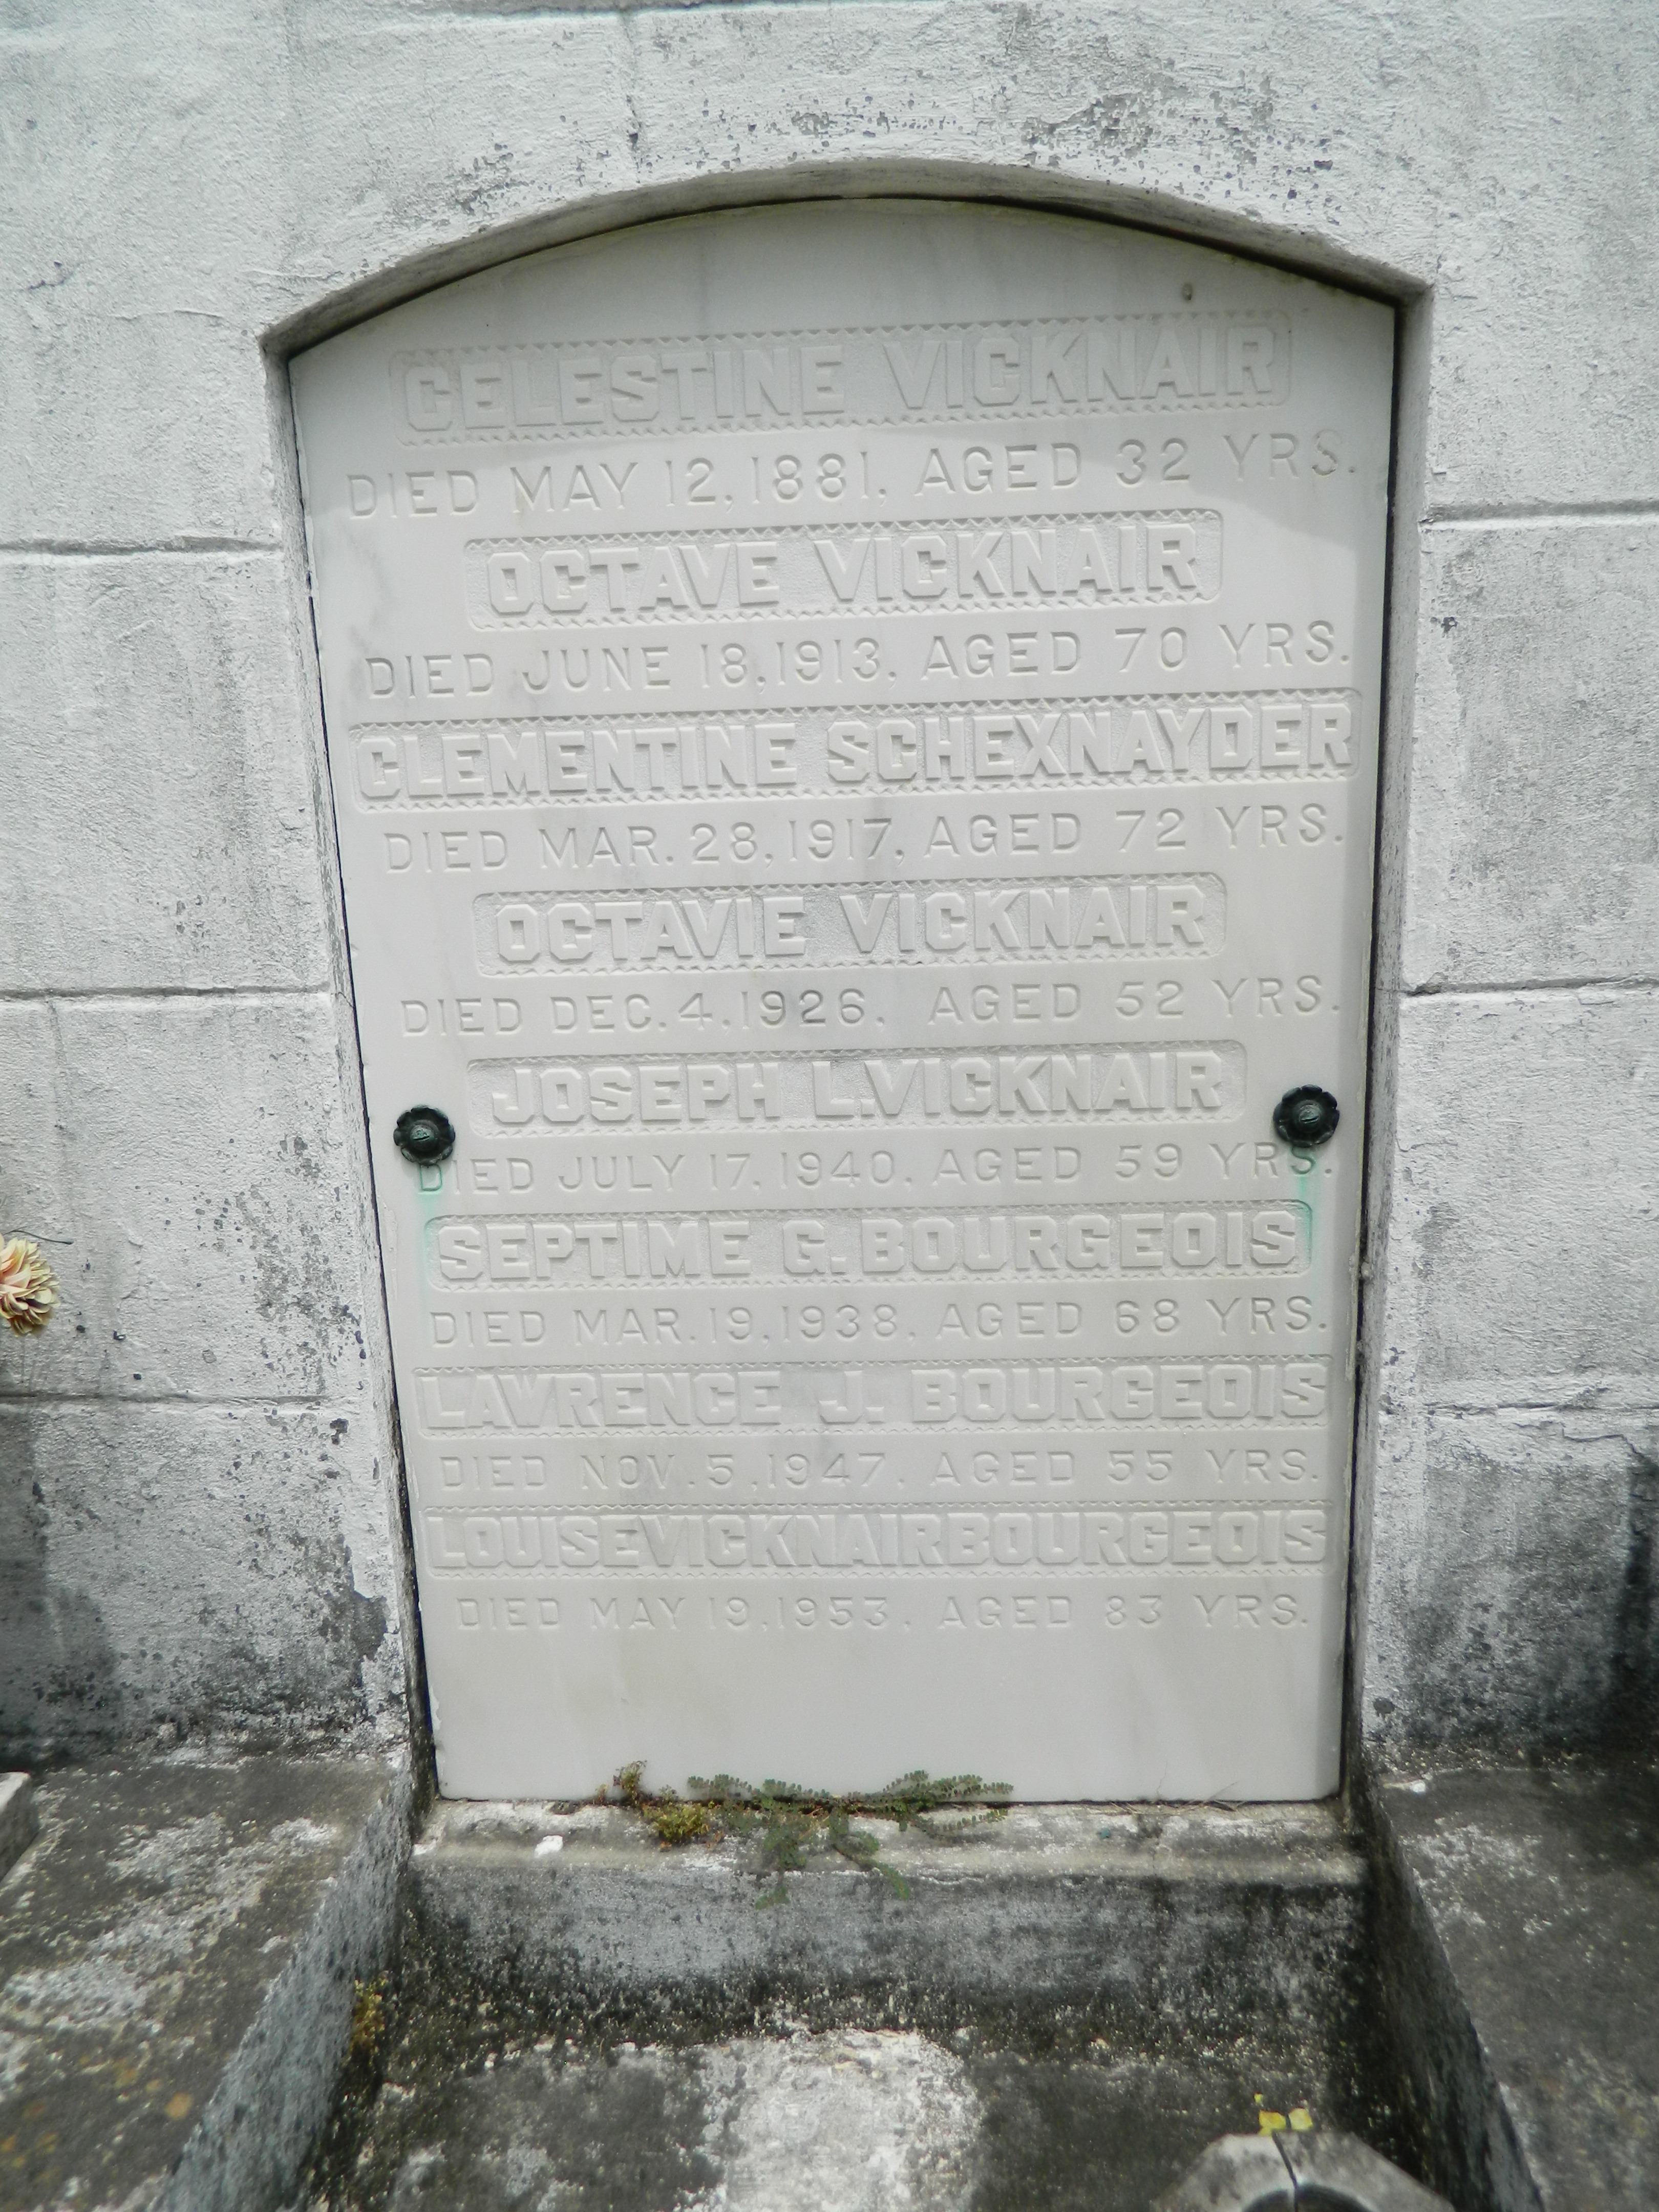 CELESTINE VICKNAIR
DIED MAY 12, 1881, AGED 32 YRS.
OCTAVE VICKNAIR
DIED JUNE 18, 1913, AGED 70 YRS.
CLEMENTINE SCHEXNAYDER
DIED MAR. 28, 1917, AGED 72 YRS.
OCTAVIE VICKNAIR
DIED DEC. 4. 1926, AGED 52 YRS.
JOSEPH L. VICKNAIR
DIED JULY 17, 1940, AGED 59 YRS.
SEPTIME G. BOURGEOIS
DIED MAR. 19, 1938, AGED 68 YRS.
LAWRENCE J. BOURGEOIS
DIED NOV. 5, 1947, AGED 55 YRS.
LOUISE VICKNAIR BOURGEOIS
DIED MAY 19, 1953, AGED 83 YRS.